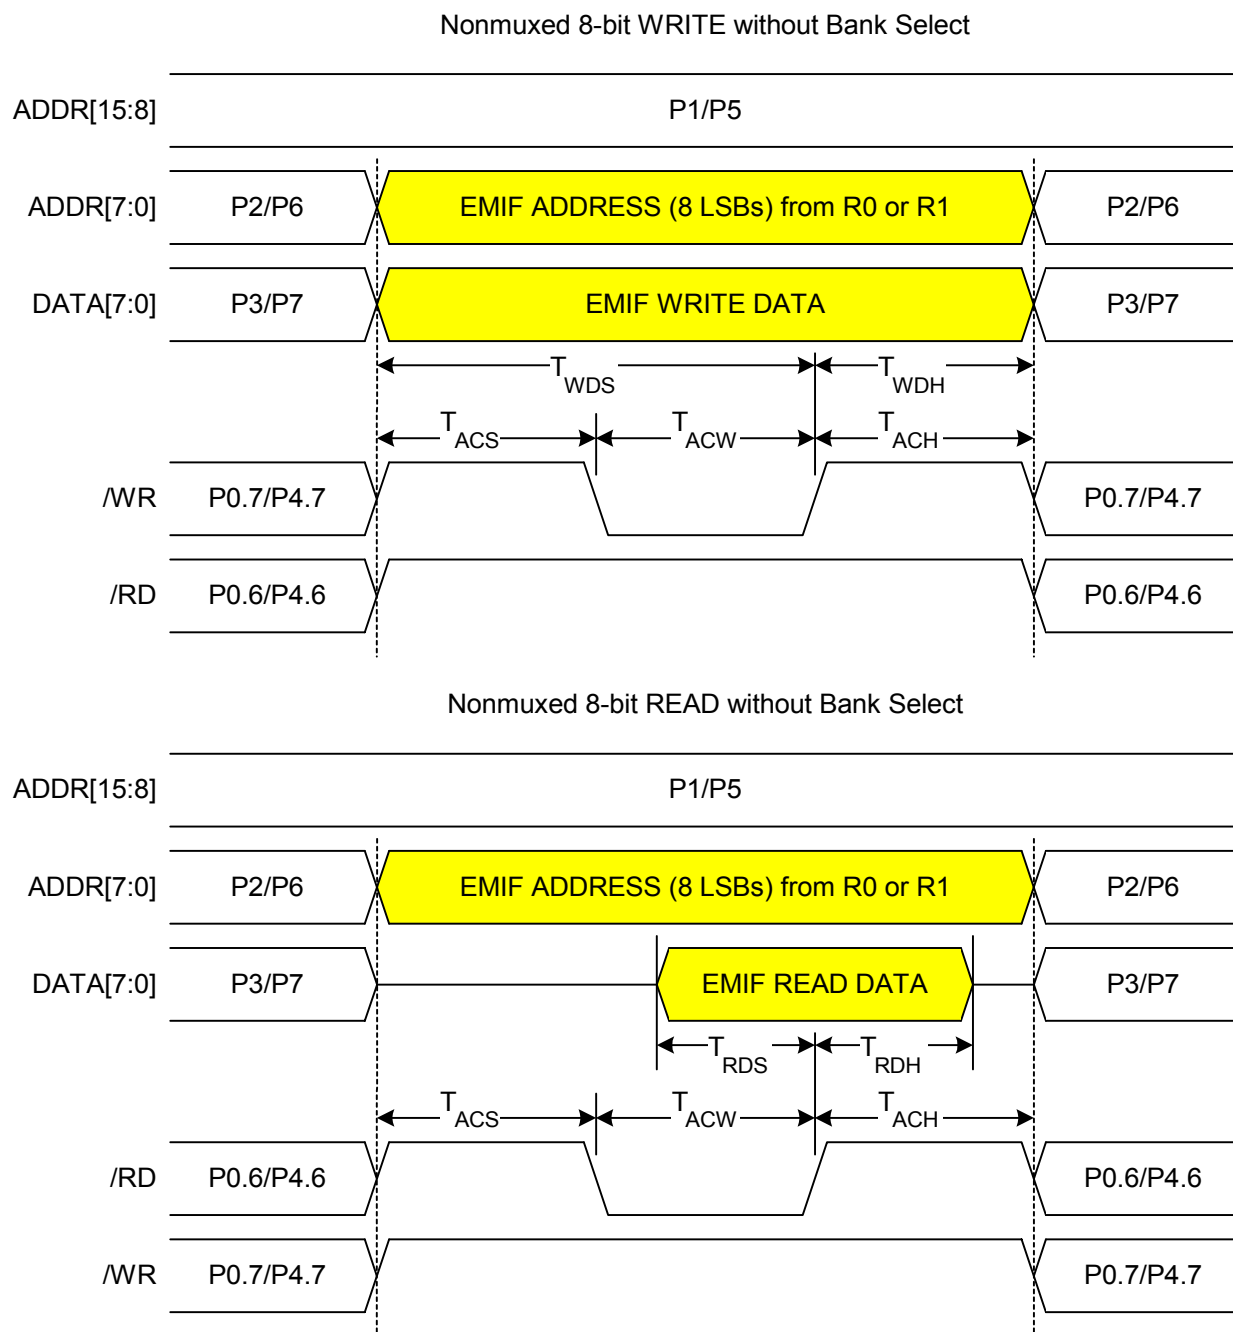 Nonmuxed 8-bit WRITE without Bank Select
ADDR[15:8] P1/P5
ADDR[7:0] P2/P6 EMIF ADDRESS (8 LSBs) from R0 or R1 P2/P6
DATA[7:0] P3/P7 EMIF WRITE DATA P3/P7
TWDS TWDH
TACS TACW TACH
/WR P0.7/P4.7 P0.7/P4.7
/RD P0.6/P4.6 P0.6/P4.6
Nonmuxed 8-bit READ without Bank Select
ADDR[15:8] P1/P5
ADDR[7:0] P2/P6 EMIF ADDRESS (8 LSBs) from R0 or R1 P2/P6
DATA[7:0] P3/P7 EMIF READ DATA P3/P7
TRDS TRDH
TACS TACW TACH
/RD P0.6/P4.6 P0.6/P4.6
/WR P0.7/P4.7 P0.7/P4.7